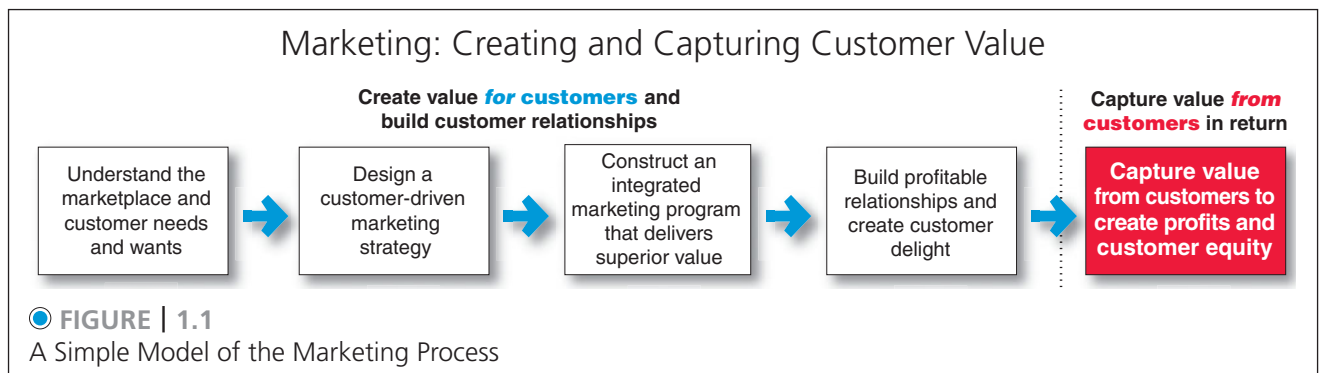 Marketing: Creating and Capturing Customer Value
Create value for customers and
build customer relationships
Capture value from
customers in return
Understand the
marketplace and
customer needs
and wants
Design a
customer-driven
marketing
strategy
Construct an
integrated
marketing program
that delivers
superior value
Build profitable
relationships and
create customer
delight
Capture value
from customers to
create profits and
customer equity
FIGURE | 1.1
A Simple Model of the Marketing Process